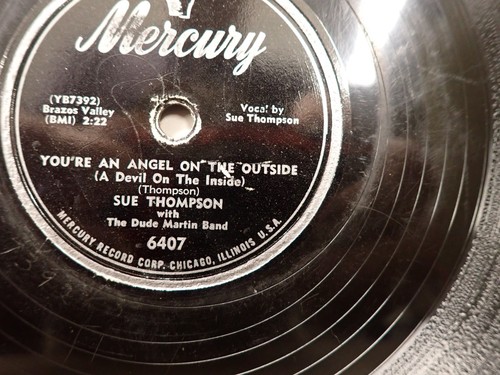 Mercury
(YB7392)
Brazos Valley
(BMI) 2:22
Vocal by
Sue Thompson
YOU'RE AN ANGEL ON THE OUTSIDE
(A Devil On The Inside)
(Thompson)
SUE THOMPSON
with
The Dude Martin Band
6407
MERCURY RECORD CORP. CHICAGO, ILLINOIS U.S.A.